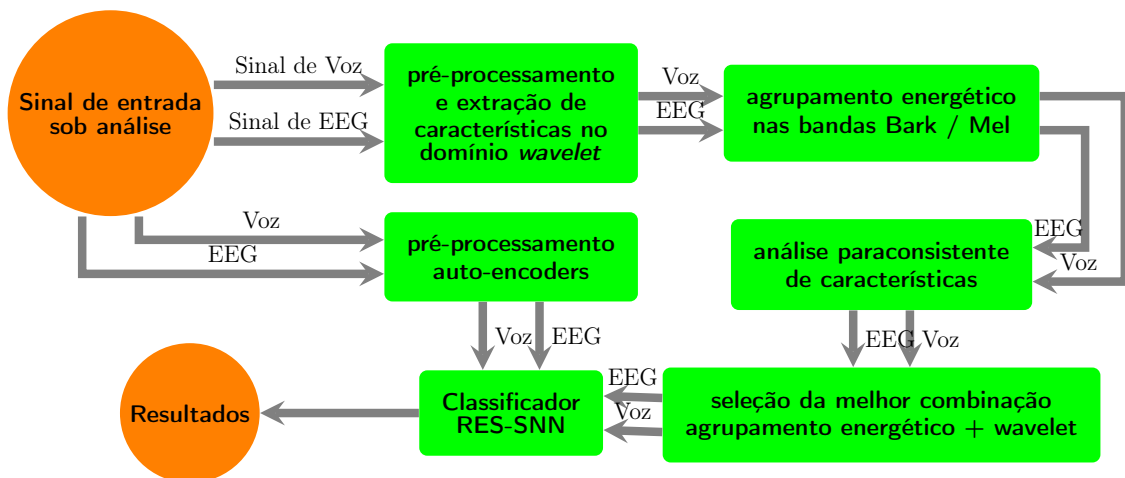 Sinal de entrada
sob análise
Sinal de Voz
Sinal de EEG
pré-processamento
e extração de
características no
domínio wavelet
Voz
EEG
agrupamento energético
nas bandas Bark / Mel
Voz
EEG
pré-processamento
auto-encoders
EEG
Voz
análise paraconsistente
de características
Voz
EEG
EEG
Voz
Resultados
Classificador
RES-SNN
EEG
Voz
seleção da melhor combinação
agrupamento energético + wavelet